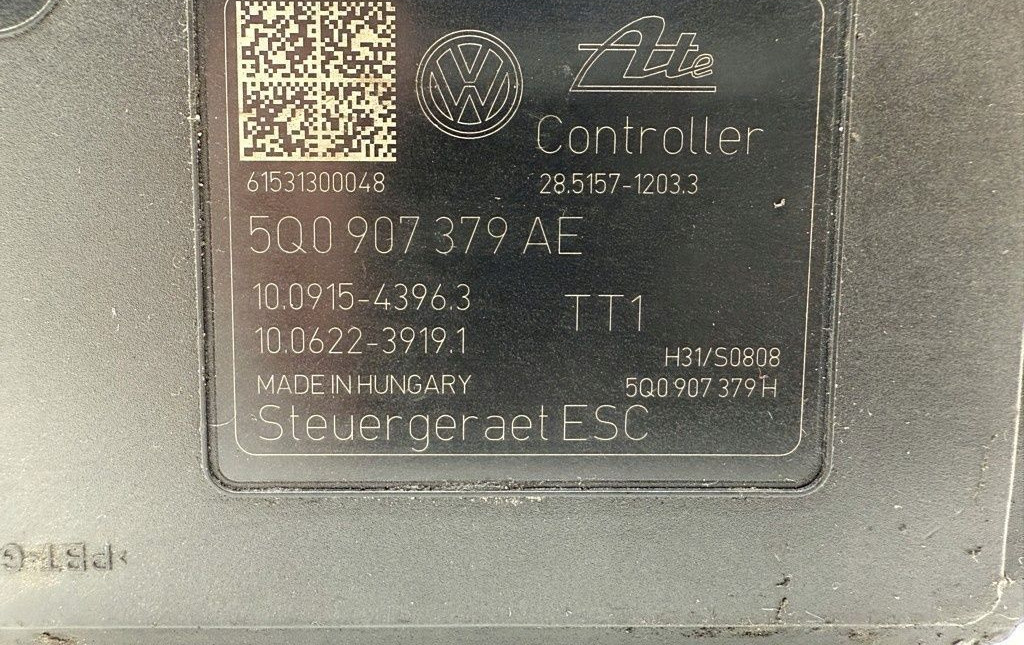 Ate
Controller
61531300048
28.5157-1203.3
5Q0 907 379 AE
10.0915-4396.3
TT1
10.0622-3919.1
H31/S0808
MADE IN HUNGARY
5Q0 907 379 H
Steuergeraet ESC